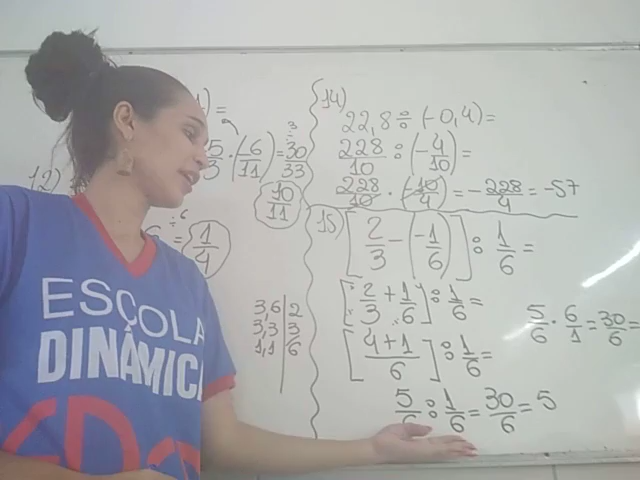 12)
5/3 · (-6/11) = 30/33
÷3
10/11
÷6
= 1/4
14)
22,8 ÷ (-0,4) =
228/10 ÷ (-4/10) =
228/10 · (-10/4) = -228/4 = -57
15) [2/3 - (-1/6)] ÷ 1/6 =
[2/3 + 1/6] ÷ 1/6 =
[4+1/6] ÷ 1/6 =
5/6 ÷ 1/6 = 30/6 = 5
5/6 · 6/1 = 30/6 =
3,6|2
3,3|3
1,1|6
ESCOLA
DINÂMICA